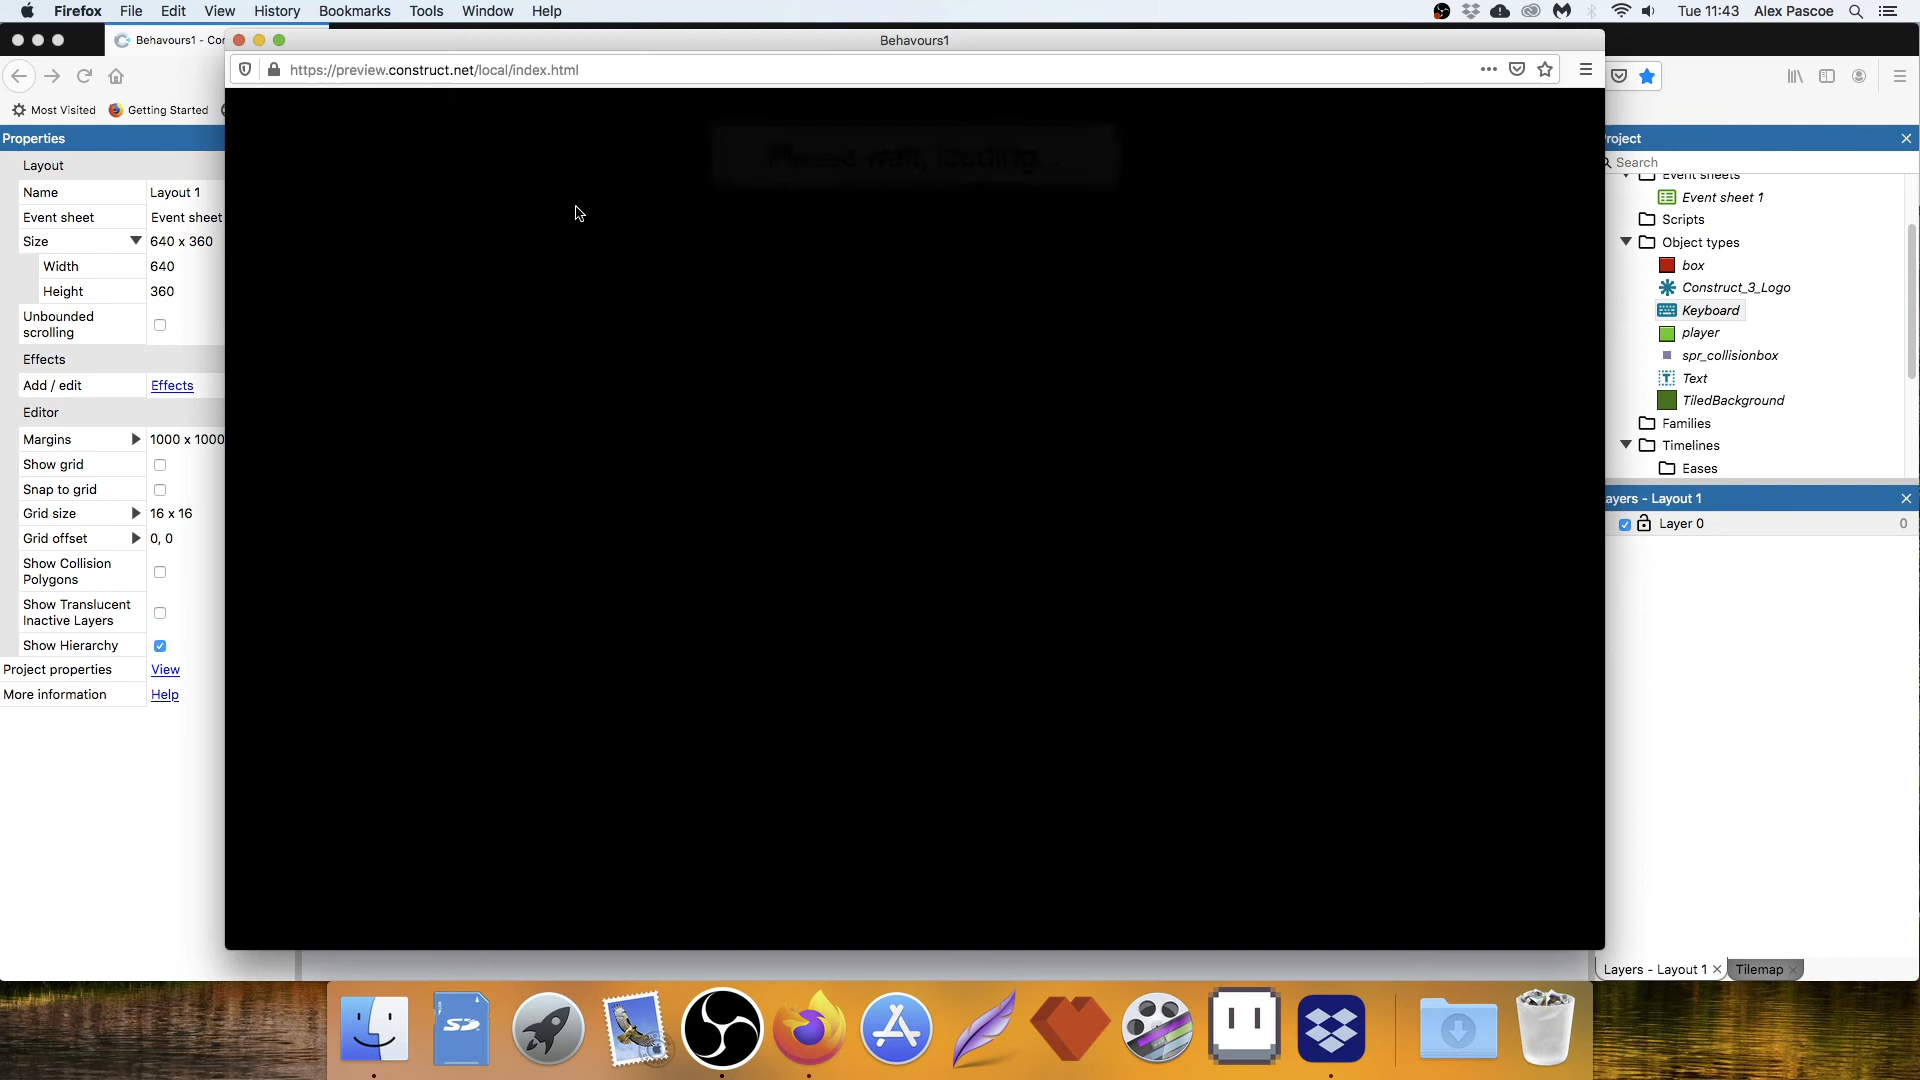 Firefox File Edit View History Bookmarks Tools Window Help
Tue 11:43 Alex Pascoe
Behavours1 - Cor
Behavours1
https://preview.construct.net/local/index.html
Most Visited Getting Started
Properties
Layout
Name Layout 1
Event sheet Event sheet
Size 640 x 360
Width 640
Height 360
Unbounded
scrolling
Effects
Add / edit Effects
Editor
Margins 1000 x 1000
Show grid
Snap to grid
Grid size 16 x 16
Grid offset 0, 0
Show Collision
Polygons
Show Translucent
Inactive Layers
Show Hierarchy
Project properties View
More information Help
wait, loading...
roject
Search
Event sheets
Event sheet 1
Scripts
Object types
box
Construct_3_Logo
Keyboard
player
spr_collisionbox
Text
TiledBackground
Families
Timelines
Eases
ayers - Layout 1
Layer 0 0
Layers - Layout 1 Tilemap
SD